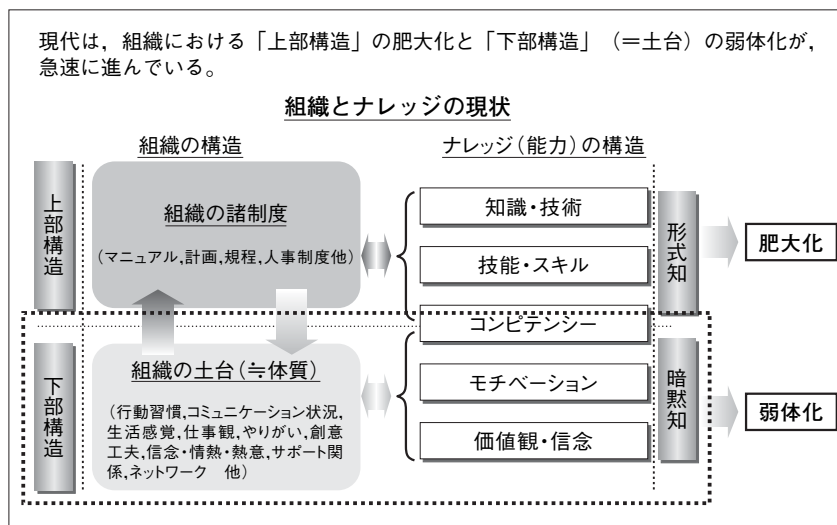 現代は，組織における「上部構造」の肥大化と「下部構造」（＝土台）の弱体化が，
急速に進んでいる。
組織とナレッジの現状
組織の構造
ナレッジ（能力）の構造
上部構造
組織の諸制度
（マニュアル，計画，規程，人事制度他）
知識・技術
技能・スキル
コンピテンシー
形式知
肥大化
下部構造
組織の土台（≒体質）
（行動習慣，コミュニケーション状況，
生活感覚，仕事観，やりがい，創意
工夫，信念・情熱・熱意，サポート関
係，ネットワーク　他）
モチベーション
価値観・信念
暗黙知
弱体化